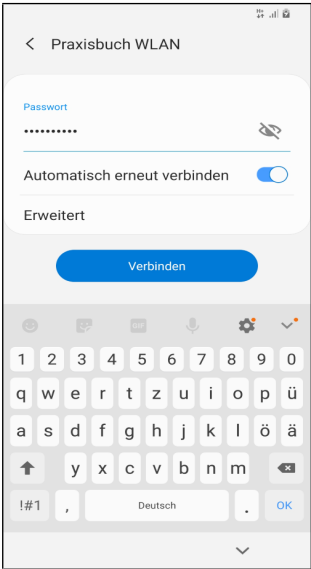 Praxisbuch WLAN
Passwort
••••••••••
Automatisch erneut verbinden
Erweitert
Verbinden
GIF
1 2 3 4 5 6 7 8 9 0
q w e r t z u i o p ü
a s d f g h j k l ö ä
y x c v b n m
!#1 , Deutsch . OK